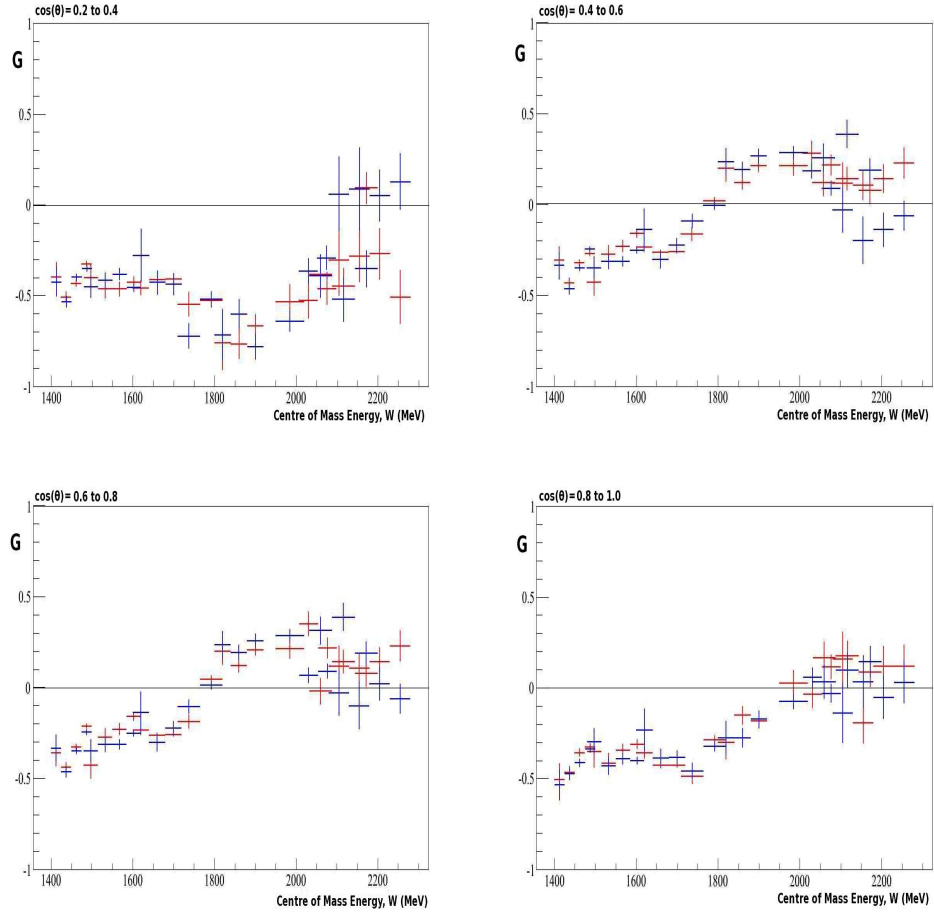 cos(θ)= 0.2 to 0.4
1
G
0.5
0
-0.5
-1
1400 1600 1800 2000 2200
Centre of Mass Energy, W (MeV)
cos(θ)= 0.4 to 0.6
1
G
0.5
0
-0.5
-1
1400 1600 1800 2000 2200
Centre of Mass Energy, W (MeV)
cos(θ)= 0.6 to 0.8
1
G
0.5
0
-0.5
-1
1400 1600 1800 2000 2200
Centre of Mass Energy, W (MeV)
cos(θ)=0.8 to 1.0
1
G
0.5
0
-0.5
-1
1400 1600 1800 2000 2200
Centre of Mass Energy, W (MeV)